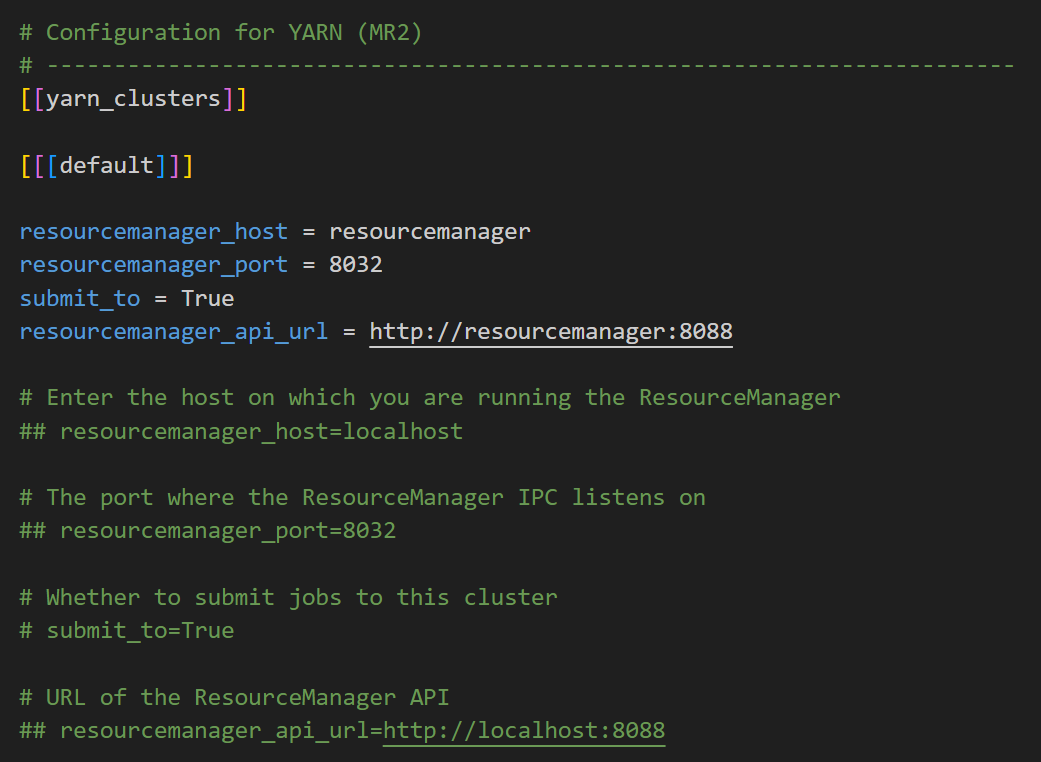 # Configuration for YARN (MR2)
# ------------------------------------------------------------------------
[[yarn_clusters]]
[[[default]]]
resourcemanager_host = resourcemanager
resourcemanager_port = 8032
submit_to = True
resourcemanager_api_url = http://resourcemanager:8088
# Enter the host on which you are running the ResourceManager
## resourcemanager_host=localhost
# The port where the ResourceManager IPC listens on
## resourcemanager_port=8032
# Whether to submit jobs to this cluster
# submit_to=True
# URL of the ResourceManager API
## resourcemanager_api_url=http://localhost:8088